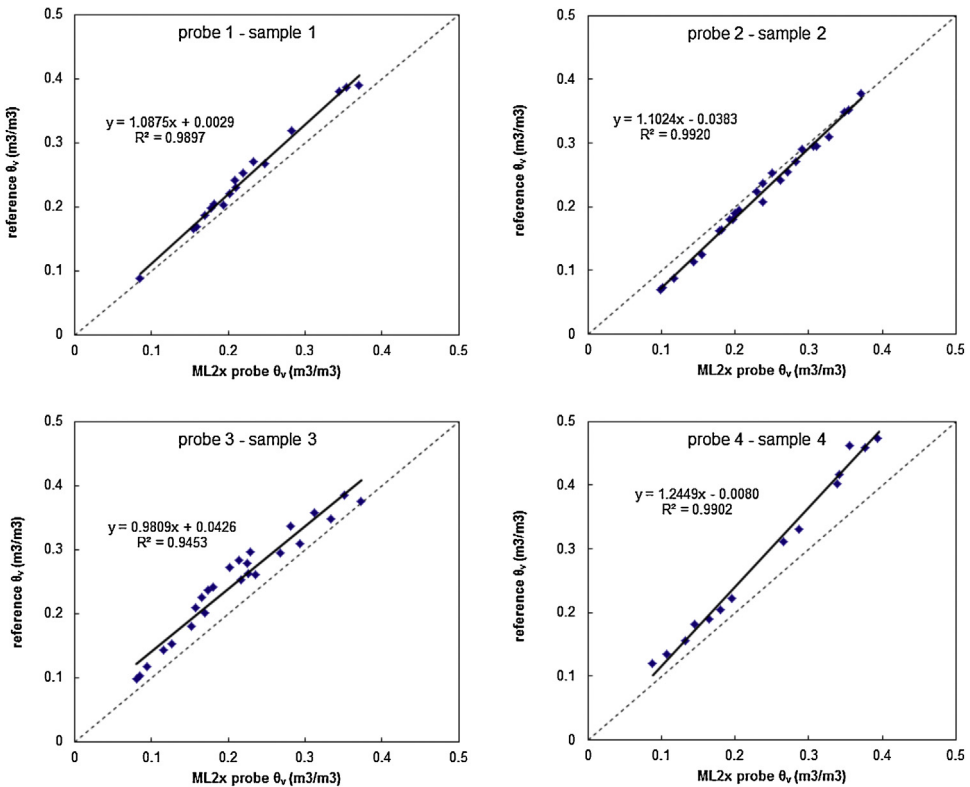 probe 1 - sample 1
reference θv (m3/m3)
0.5
0.4
0.3
0.2
0.1
0
y = 1.0875x + 0.0029
R² = 0.9897
0 0.1 0.2 0.3 0.4 0.5
ML2x probe θv (m3/m3)
probe 2 - sample 2
reference θv (m3/m3)
0.5
0.4
0.3
0.2
0.1
0
y = 1.1024x - 0.0383
R² = 0.9920
0 0.1 0.2 0.3 0.4 0.5
ML2x probe θv (m3/m3)
probe 3 - sample 3
reference θv (m3/m3)
0.5
0.4
0.3
0.2
0.1
0
y = 0.9809x + 0.0426
R² = 0.9453
0 0.1 0.2 0.3 0.4 0.5
ML2x probe θv (m3/m3)
probe 4 - sample 4
reference θv (m3/m3)
0.5
0.4
0.3
0.2
0.1
0
y = 1.2449x - 0.0080
R² = 0.9902
0 0.1 0.2 0.3 0.4 0.5
ML2x probe θv (m3/m3)